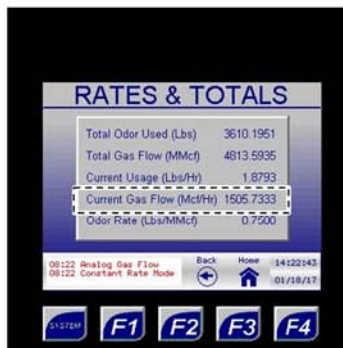 RATES & TOTALS
Total Odor Used (Lbs) 3610.1951
Total Gas Flow (MMcf) 4813.5935
Current Usage (Lbs/Hr) 1.8793
Current Gas Flow (Mcf/Hr) 1505.7333
Odor Rate (Lbs/MMcf) 0.7500
08:22 Analog Gas Flow
08:22 Constant Rate Mode
Back
Home
14:22:43
01/18/17
SYSTEM F1 F2 F3 F4